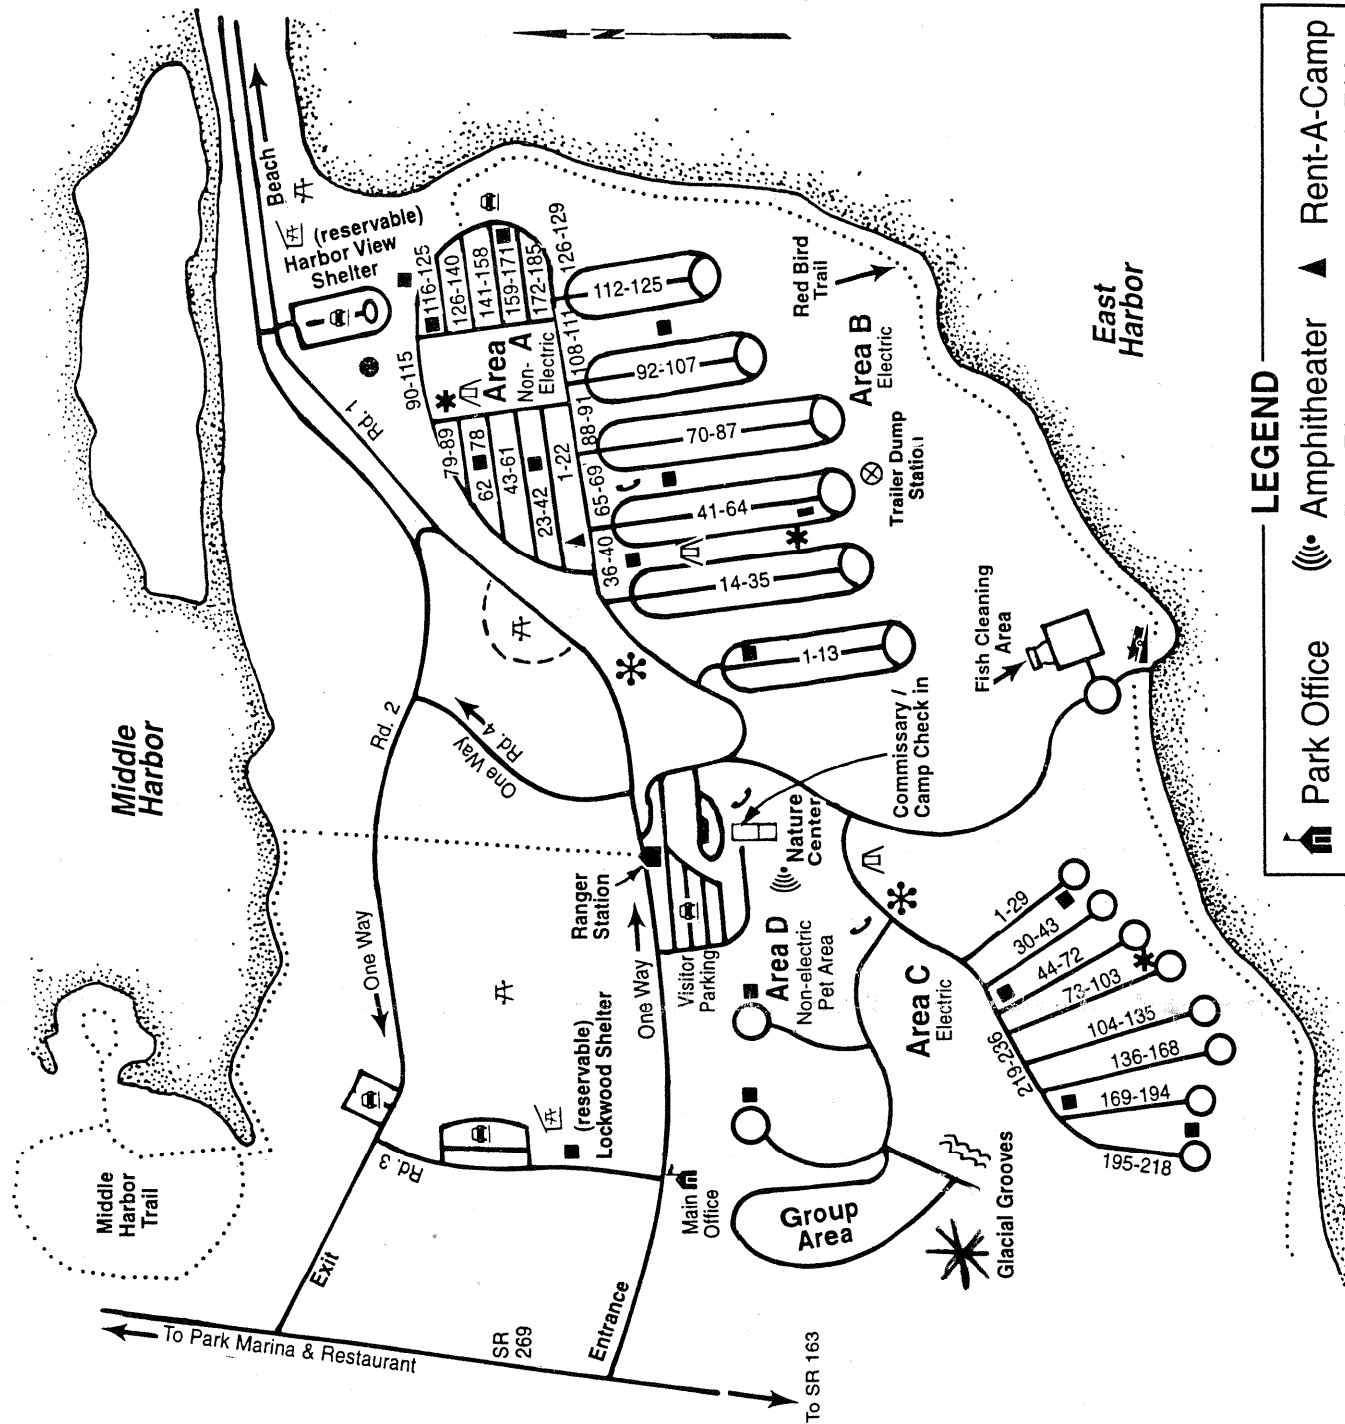 N
Beach
(reservable)
Harbor View
Shelter
Middle
Harbor
Middle
Harbor
Trail
East
Harbor
Red Bird
Trail
Rd. 1
Rd. 2
Rd. 3
Rd. 4
One Way
One Way
One Way
Exit
Entrance
SR
269
To Park Marina & Restaurant
To SR 163
Area A
Non-
Electric
116-125
126-140
141-158
159-171
172-185
126-129
90-115
79-89
62 78
43-61
23-42
1-22
108-111
88-91
65-69
36-40
112-125
92-107
70-87
41-64
14-35
1-13
Area B
Electric
Trailer Dump
Station
Fish Cleaning
Area
Commissary /
Camp Check in
Nature
Center
Ranger
Station
Visitor
Parking
(reservable)
Lockwood Shelter
Main
Office
Area D
Non-electric
Pet Area
Area C
Electric
1-29
30-43
44-72
73-103
104-135
136-168
169-194
195-218
219-236
Group
Area
Glacial Grooves
LEGEND
Park Office
Amphitheater
Rent-A-Camp